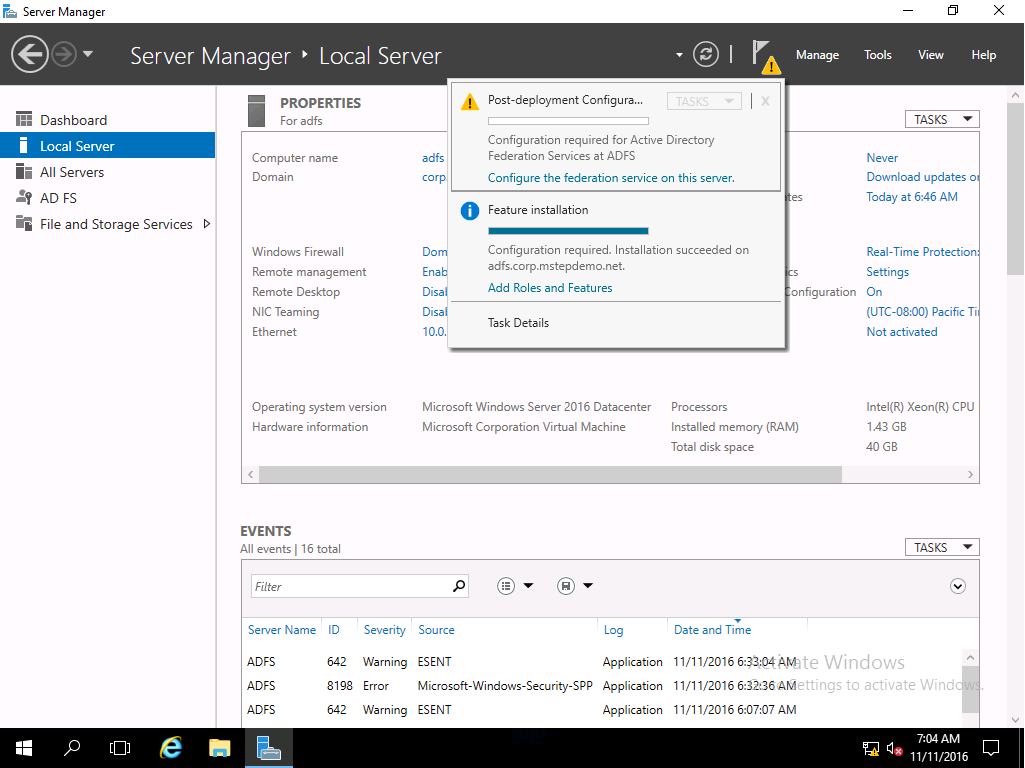 Server Manager
Server Manager ‣ Local Server
Manage Tools View Help
Dashboard
Local Server
All Servers
AD FS
File and Storage Services
PROPERTIES
For adfs
TASKS
Computer name adfs
Domain corp
Never
Download updates o
Today at 6:46 AM
Windows Firewall Dom
Remote management Enab
Remote Desktop Disal
NIC Teaming Disal
Ethernet 10.0.
Real-Time Protection:
Settings
Configuration On
(UTC-08:00) Pacific Ti
Not activated
Post-deployment Configura...
TASKS
X
Configuration required for Active Directory
Federation Services at ADFS
Configure the federation service on this server.
Feature installation
Configuration required. Installation succeeded on
adfs.corp.mstepdemo.net.
Add Roles and Features
Task Details
Operating system version Microsoft Windows Server 2016 Datacenter Processors Intel(R) Xeon(R) CPU
Hardware information Microsoft Corporation Virtual Machine Installed memory (RAM) 1.43 GB
Total disk space 40 GB
EVENTS
All events | 16 total
TASKS
Filter
Server Name ID Severity Source Log Date and Time
ADFS 642 Warning ESENT Application 11/11/2016 6:33:04 AM
ADFS 8198 Error Microsoft-Windows-Security-SPP Application 11/11/2016 6:32:36 AM
ADFS 642 Warning ESENT Application 11/11/2016 6:07:07 AM
Activate Windows
Go to Settings to activate Windows.
7:04 AM
11/11/2016